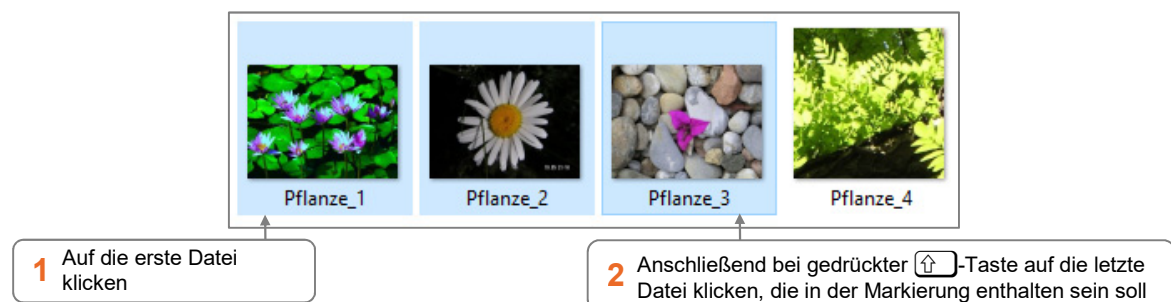 Pflanze_1 Pflanze_2 Pflanze_3 Pflanze_4
1 Auf die erste Datei
klicken
2 Anschließend bei gedrückter ⇧-Taste auf die letzte
Datei klicken, die in der Markierung enthalten sein soll